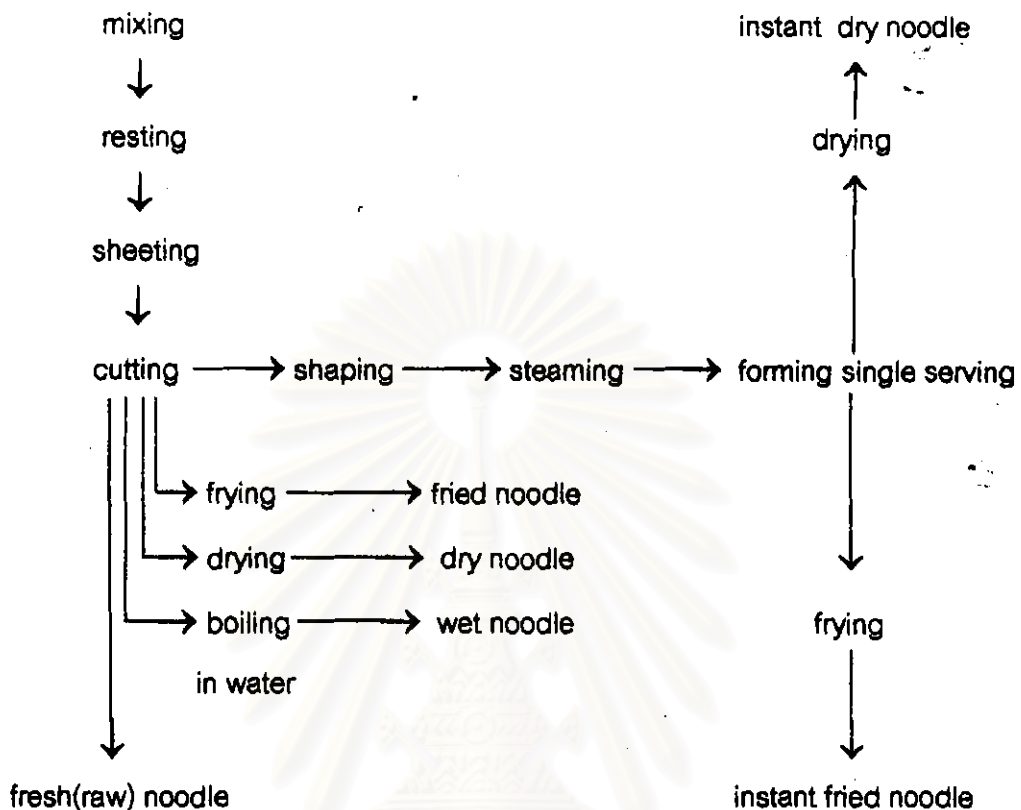 mixing
instant dry noodle
resting
drying
sheeting
cutting
shaping
steaming
forming single serving
frying
fried noodle
drying
dry noodle
boiling
wet noodle
frying
in water
fresh(raw) noodle
instant fried noodle